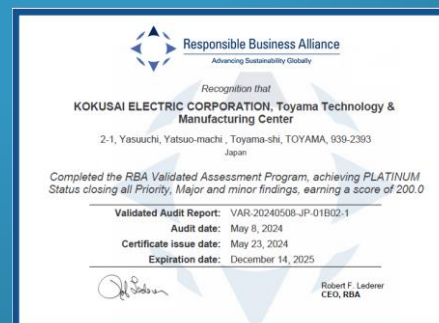 Responsible Business Alliance
Advancing Sustainability Globally
Recognition that
KOKUSAI ELECTRIC CORPORATION, Toyama Technology &
Manufacturing Center
2-1, Yasuuchi, Yatsuo-machi , Toyama-shi, TOYAMA, 939-2393
Japan
Completed the RBA Validated Assessment Program, achieving PLATINUM
Status closing all Priority, Major and minor findings, earning a score of 200.0
Validated Audit Report: VAR-20240508-JP-01B02-1
Audit date: May 8, 2024
Certificate issue date: May 23, 2024
Expiration date: December 14, 2025
Robert F. Lederer
CEO, RBA